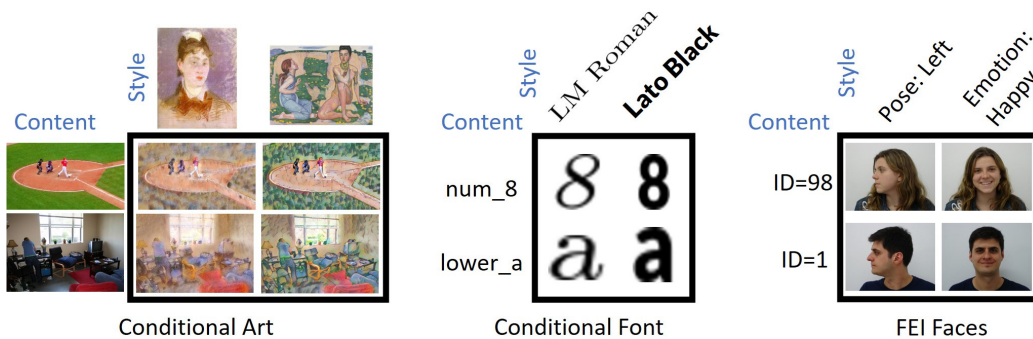 Style
Content
Conditional Art
Style
LM Roman
Lato Black
Content
num_8
8 8
lower_a
a a
Conditional Font
Style
Pose: Left
Emotion:
Happy
Content
ID=98
ID=1
FEI Faces